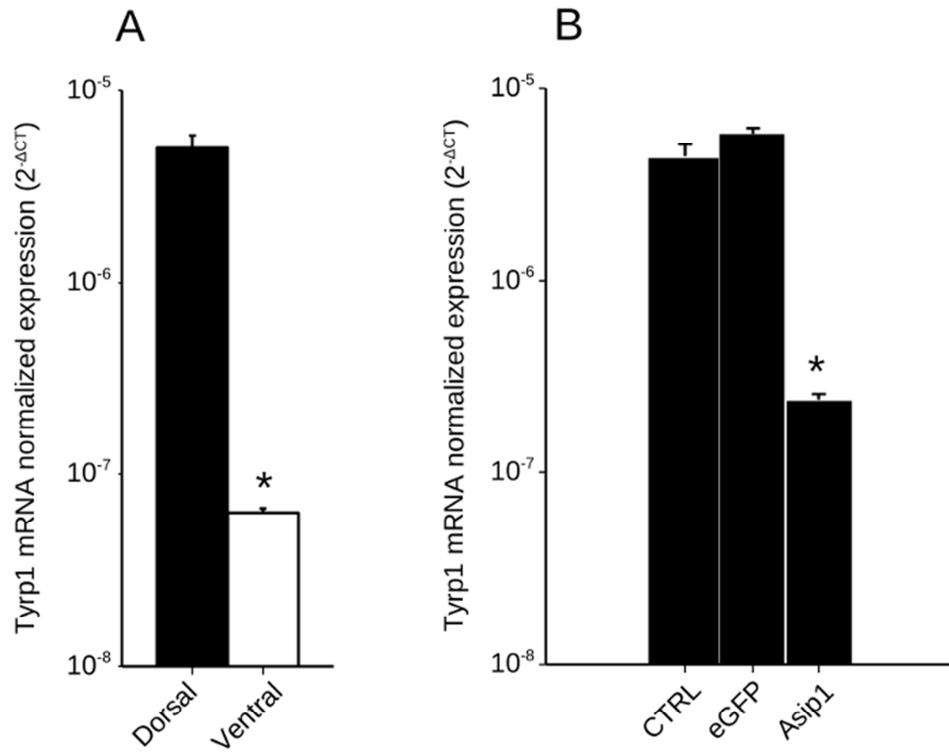 A
Tyrp1 mRNA normalized expression (2-ΔCT)
10-5
10-6
10-7
10-8
*
Dorsal
Ventral
B
Tyrp1 mRNA normalized expression (2-ΔCT)
10-5
10-6
10-7
10-8
*
CTRL
eGFP
Asip1